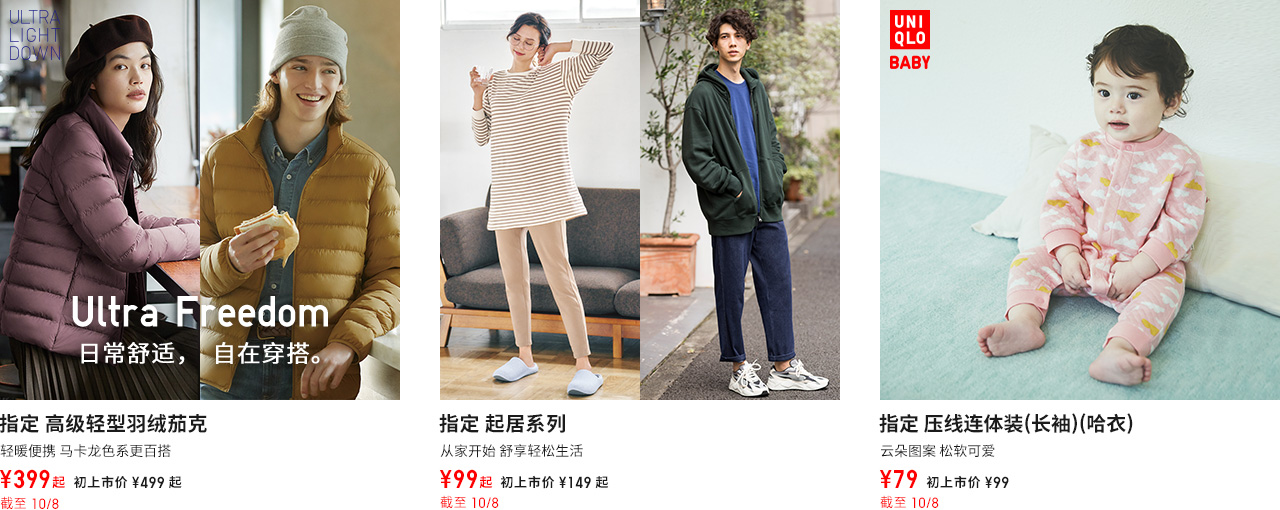 ULTRA
LIGHT
DOWN
Ultra Freedom
日常舒适， 自在穿搭。
指定 高级轻型羽绒茄克
轻暖便携 马卡龙色系更百搭
¥399起 初上市价 ¥499 起
截至 10/8
指定 起居系列
从家开始 舒享轻松生活
¥99起 初上市价 ¥149 起
截至 10/8
UNI
QLO
BABY
指定 压线连体装(长袖)(哈衣)
云朵图案 松软可爱
¥79 初上市价 ¥99
截至 10/8